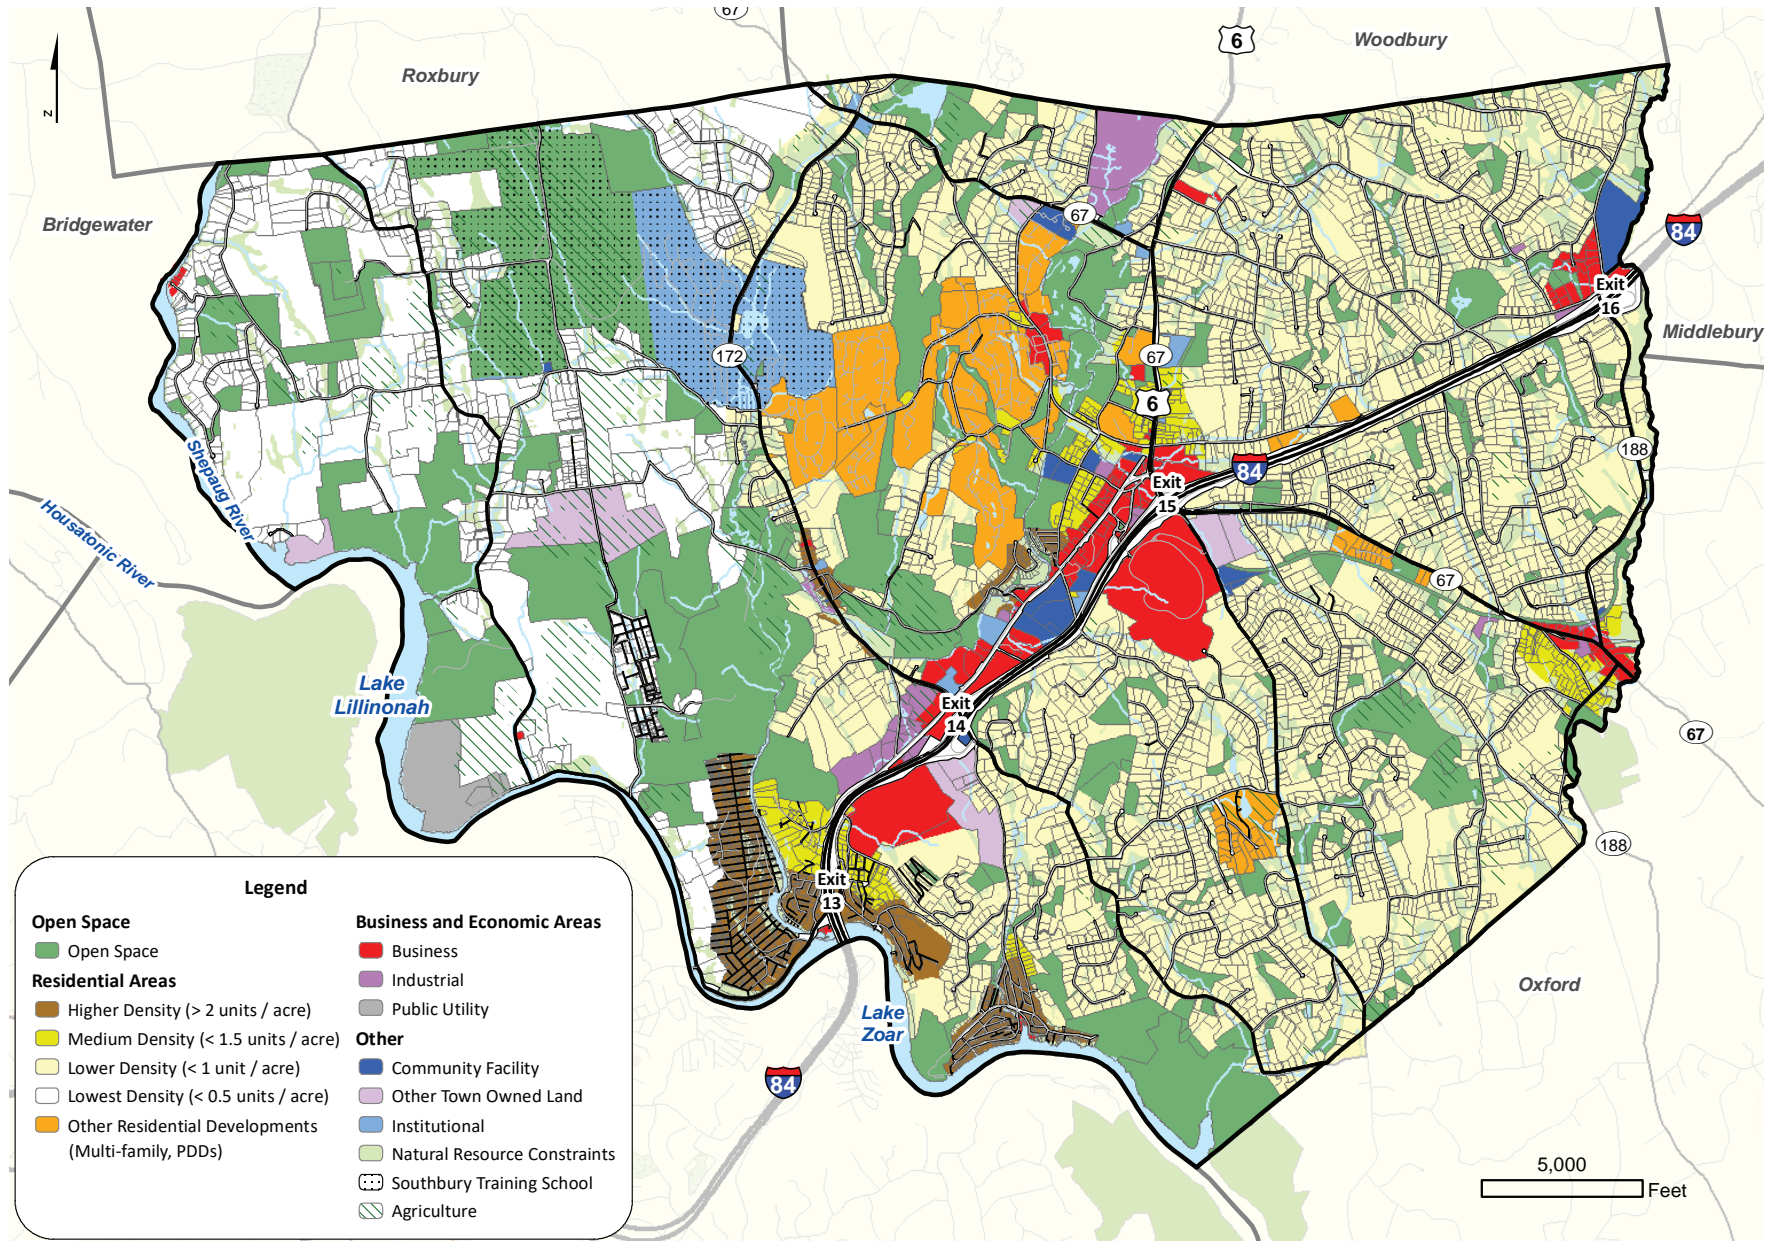 67
6
Woodbury
Roxbury
z
Bridgewater
67
84
Exit
16
Middlebury
172
67
6
188
84
Exit
15
Shepaug River
Housatonic River
67
Lake
Lillinonah
Exit
14
67
188
Exit
13
Oxford
Lake
Zoar
84
5,000
Feet
Legend
Open Space
Open Space
Residential Areas
Higher Density (> 2 units / acre)
Medium Density (< 1.5 units / acre)
Lower Density (< 1 unit / acre)
Lowest Density (< 0.5 units / acre)
Other Residential Developments
(Multi-family, PDDs)
Business and Economic Areas
Business
Industrial
Public Utility
Other
Community Facility
Other Town Owned Land
Institutional
Natural Resource Constraints
Southbury Training School
Agriculture